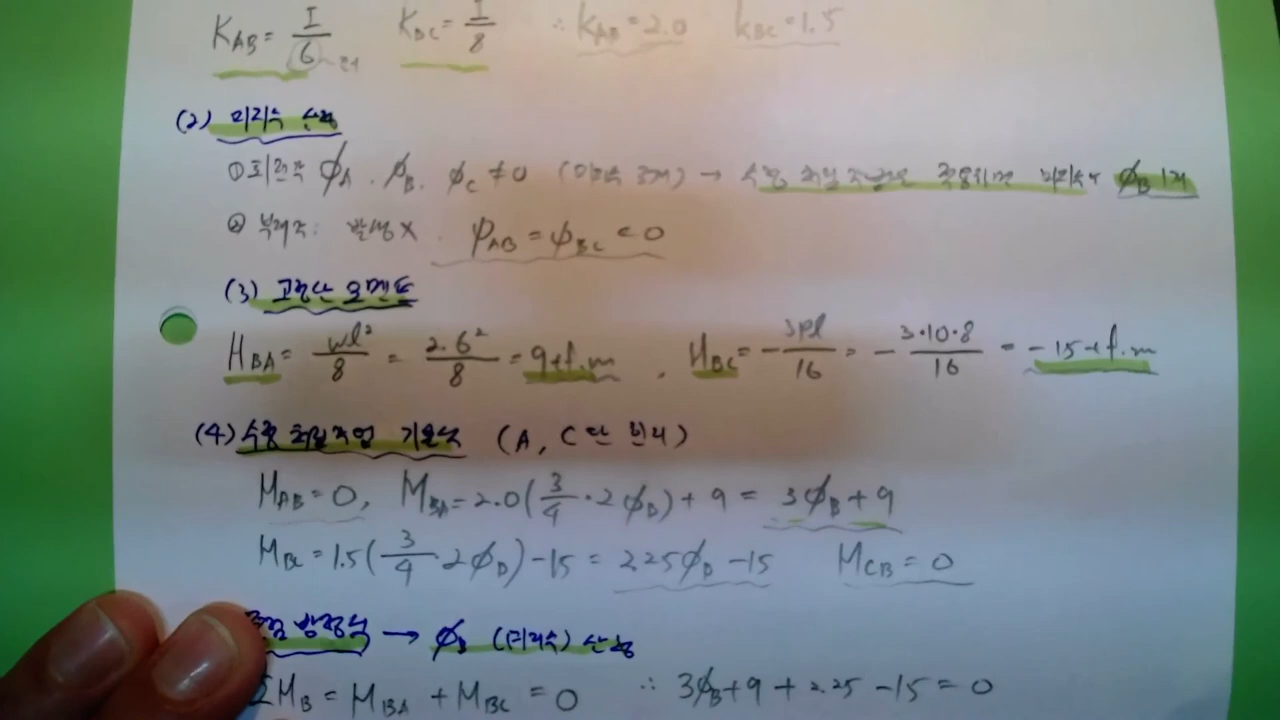 K_AB = I/6 K_BC = I/8 ∴ k_AB = 2.0 k_BC = 1.5
(2) 미지수 산정
① 회전각 ϕ_A . ϕ_B . ϕ_C ≠ 0 → 수정 처짐각법을 적용하면 미지수 ϕ_B 1개
② 부재각: 발생X . φ_AB = φ_BC = 0
(3) 고정단 모멘트
H_BA = wl²/8 = 2·6²/8 = 9tf.m , H_BC = -3Pl/16 = -3·10·8/16 = -15tf.m
(4) 수정 처짐각법 기본식 (A, C단 힌지)
M_AB = 0, M_BA = 2.0(3/4·2ϕ_B) + 9 = 3ϕ_B + 9
M_BC = 1.5(3/4·2ϕ_B) - 15 = 2.25ϕ_B - 15 M_CB = 0
방정식 → ϕ_B (미지수) 산정
ΣM_B = M_BA + M_BC = 0 ∴ 3ϕ_B + 9 + 2.25 - 15 = 0